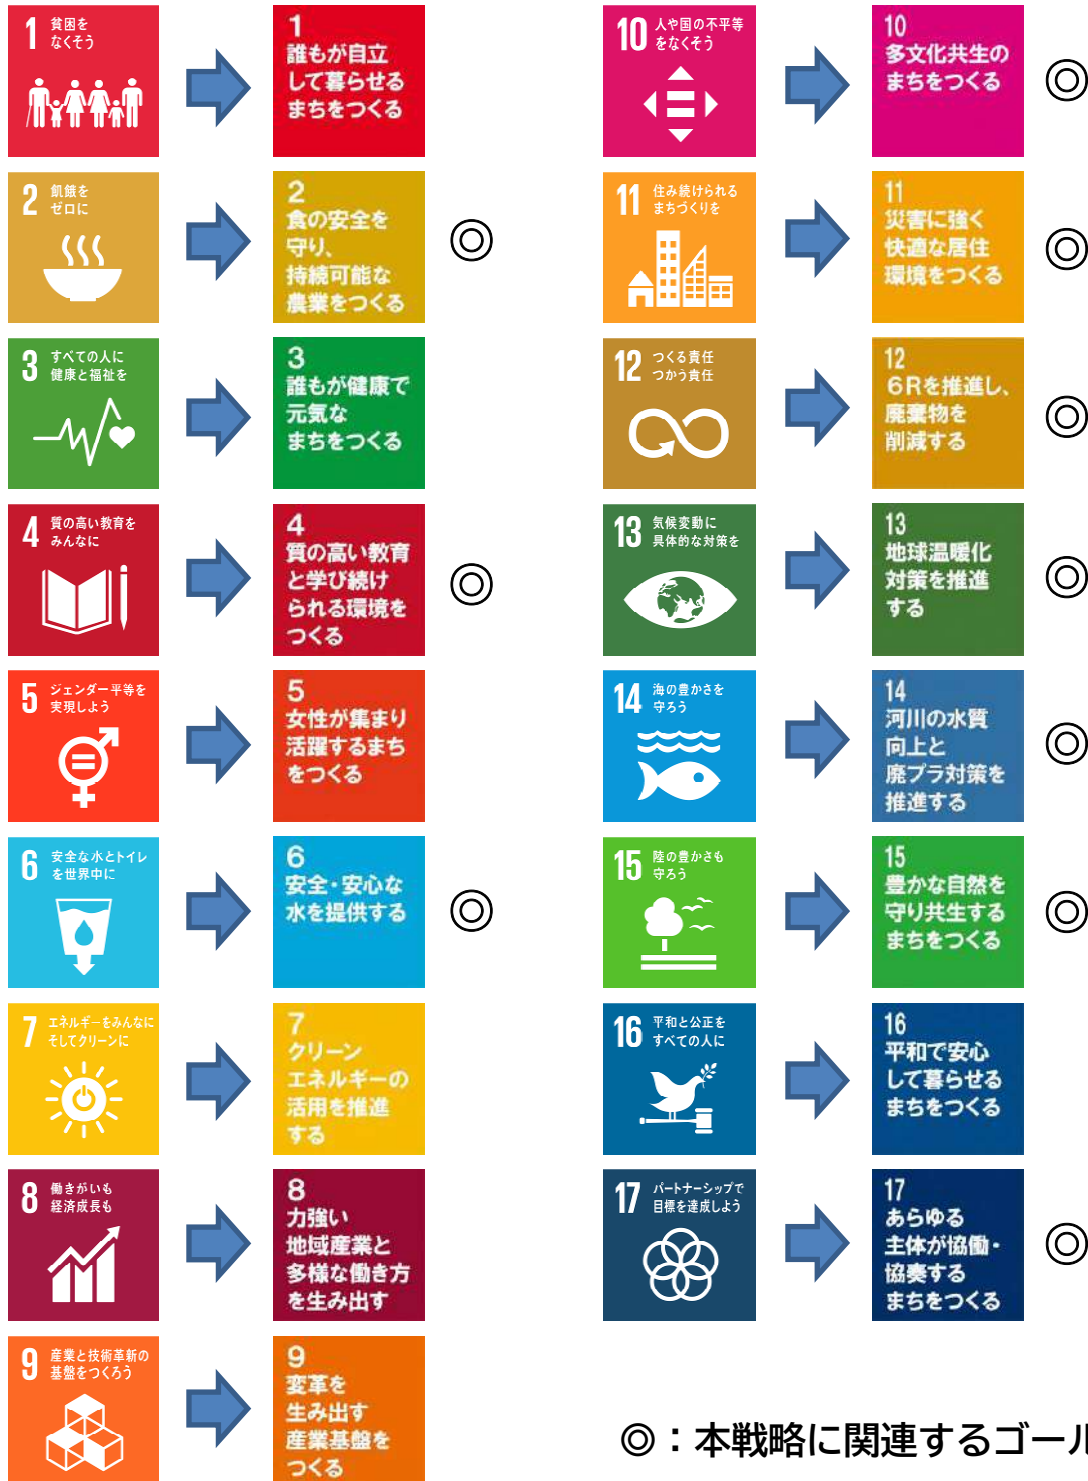 1 貧困を
なくそう
1
誰もが自立
して暮らせる
まちをつくる
2 飢餓を
ゼロに
2
食の安全を
守り、
持続可能な
農業をつくる
◎
3 すべての人に
健康と福祉を
3
誰もが健康で
元気な
まちをつくる
4 質の高い教育を
みんなに
4
質の高い教育
と学び続け
られる環境を
つくる
◎
5 ジェンダー平等を
実現しよう
5
女性が集まり
活躍するまち
をつくる
6 安全な水とトイレ
を世界中に
6
安全・安心な
水を提供する
◎
7 エネルギーをみんなに
そしてクリーンに
7
クリーン
エネルギーの
活用を推進
する
8 働きがいも
経済成長も
8
力強い
地域産業と
多様な働き方
を生み出す
9 産業と技術革新の
基盤をつくろう
9
変革を
生み出す
産業基盤を
つくる
10 人や国の不平等
をなくそう
10
多文化共生の
まちをつくる
◎
11 住み続けられる
まちづくりを
11
災害に強く
快適な居住
環境をつくる
◎
12 つくる責任
つかう責任
12
6Rを推進し、
廃棄物を
削減する
◎
13 気候変動に
具体的な対策を
13
地球温暖化
対策を推進
する
◎
14 海の豊かさを
守ろう
14
河川の水質
向上と
廃プラ対策を
推進する
◎
15 陸の豊かさも
守ろう
15
豊かな自然を
守り共生する
まちをつくる
◎
16 平和と公正を
すべての人に
16
平和で安心
して暮らせる
まちをつくる
17 パートナーシップで
目標を達成しよう
17
あらゆる
主体が協働・
協奏する
まちをつくる
◎
◎：本戦略に関連するゴール